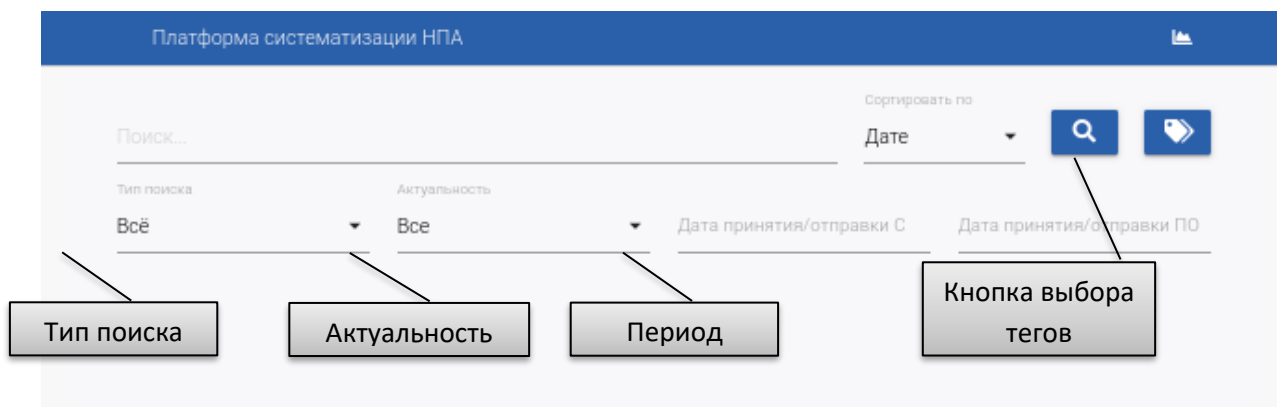 Платформа систематизации НПА
Сортировать по
Поиск...
Дате
Тип поиска
Актуальность
Всё
Все
Дата принятия/отправки С
Дата принятия/отправки ПО
Тип поиска
Актуальность
Период
Кнопка выбора
тегов